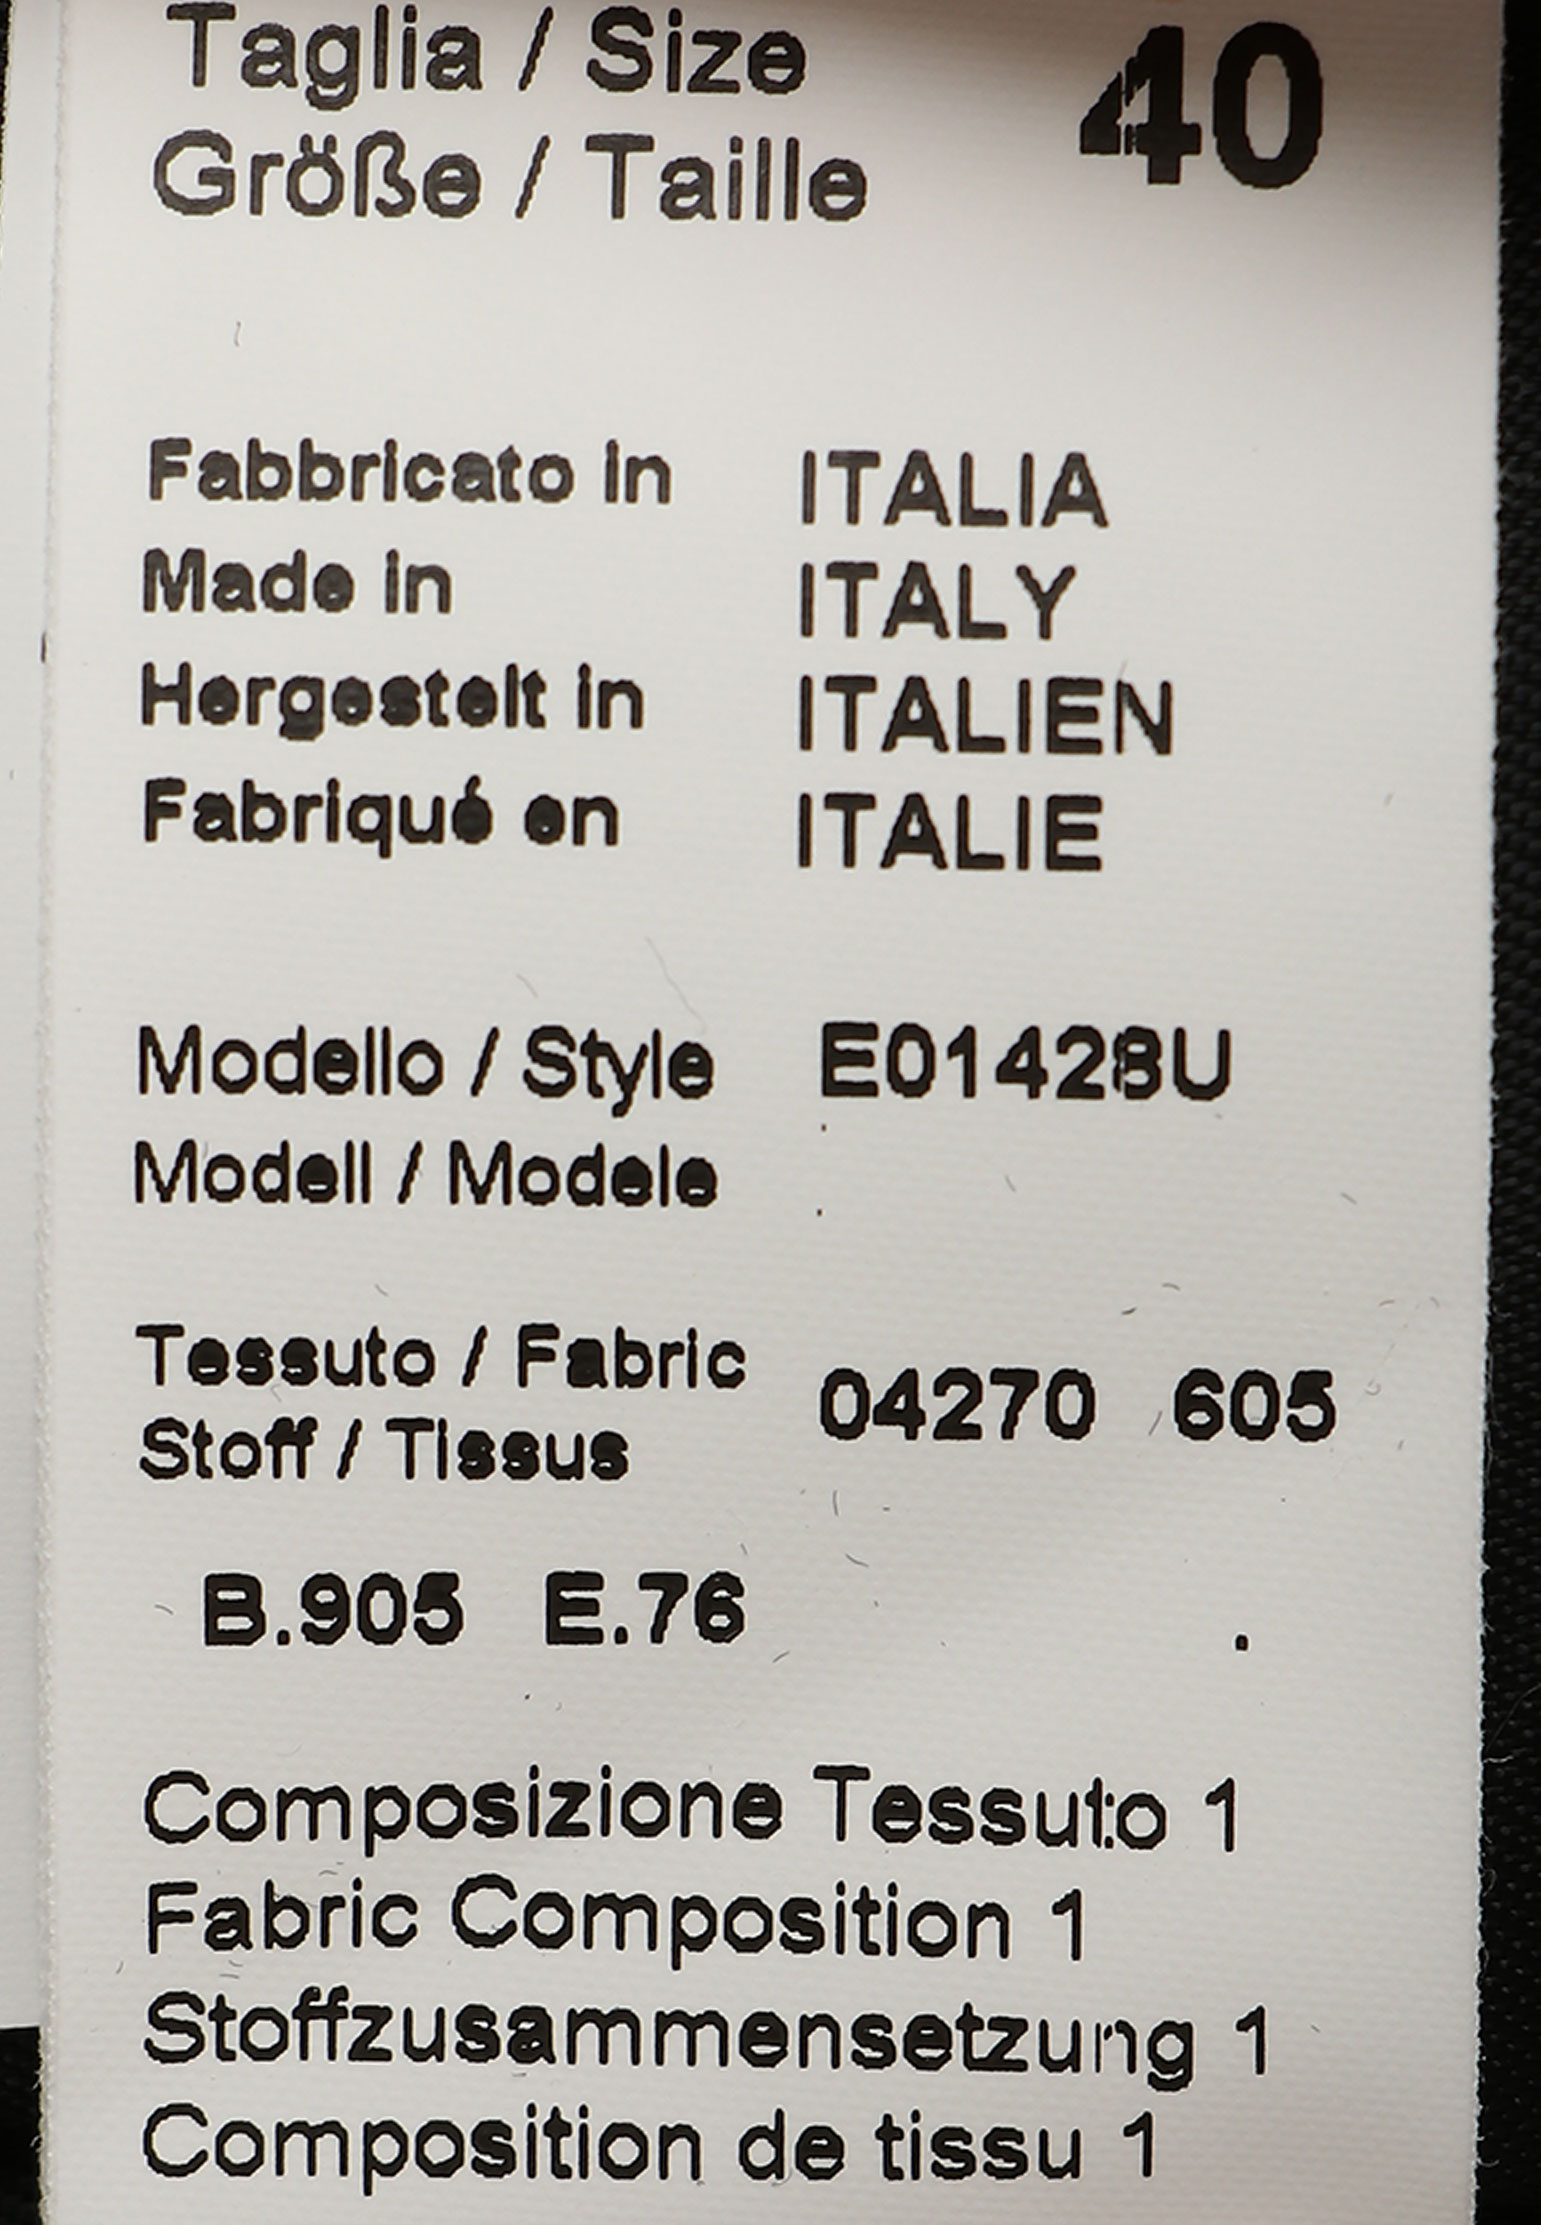 Taglia / Size 40
Größe / Taille
Fabbricato in ITALIA
Made in ITALY
Hergestelt in ITALIEN
Fabriqué en ITALIE
Modello / Style E01428U
Modell / Modele
Tessuto / Fabric 04270 605
Stoff / Tissus
B.905 E.76
Composizione Tessuto 1
Fabric Composition 1
Stoffzusammensetzung 1
Composition de tissu 1